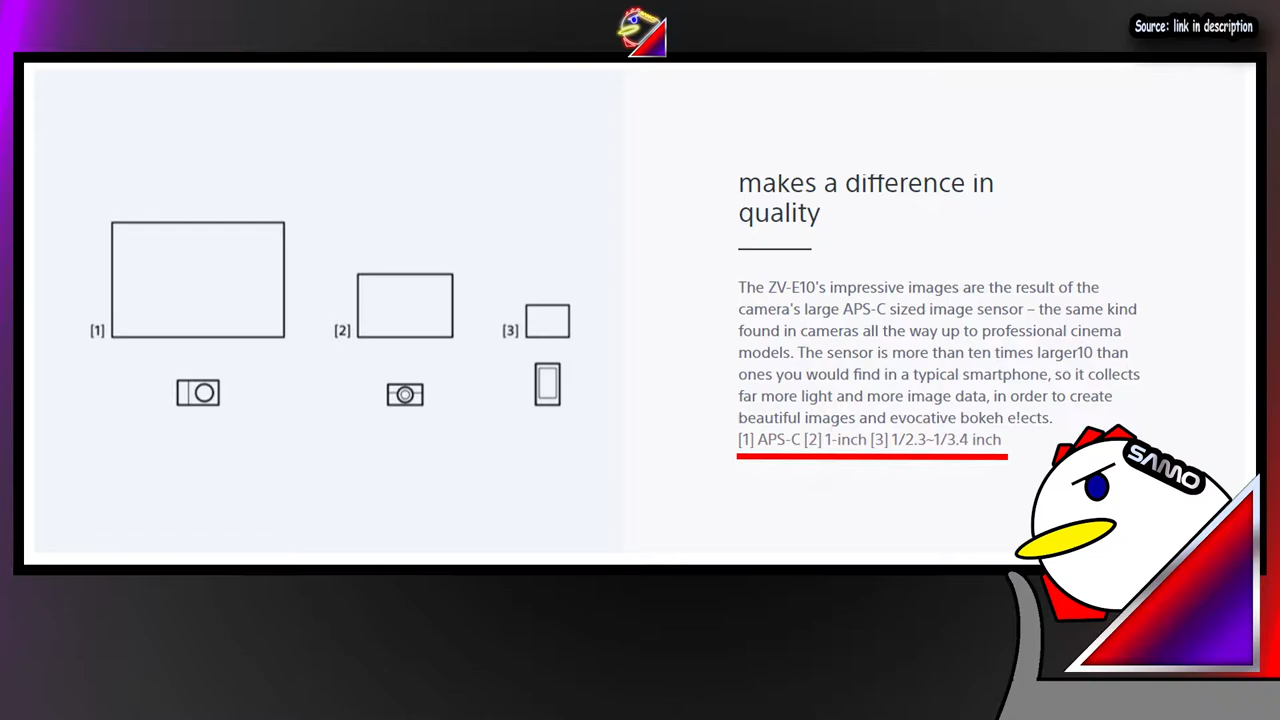 Source: link in description
makes a difference in
quality
The ZV-E10's impressive images are the result of the
camera's large APS-C sized image sensor – the same kind
found in cameras all the way up to professional cinema
models. The sensor is more than ten times larger10 than
ones you would find in a typical smartphone, so it collects
far more light and more image data, in order to create
beautiful images and evocative bokeh e!ects.
[1] APS-C [2] 1-inch [3] 1/2.3~1/3.4 inch
[1]
[2]
[3]
SAMO